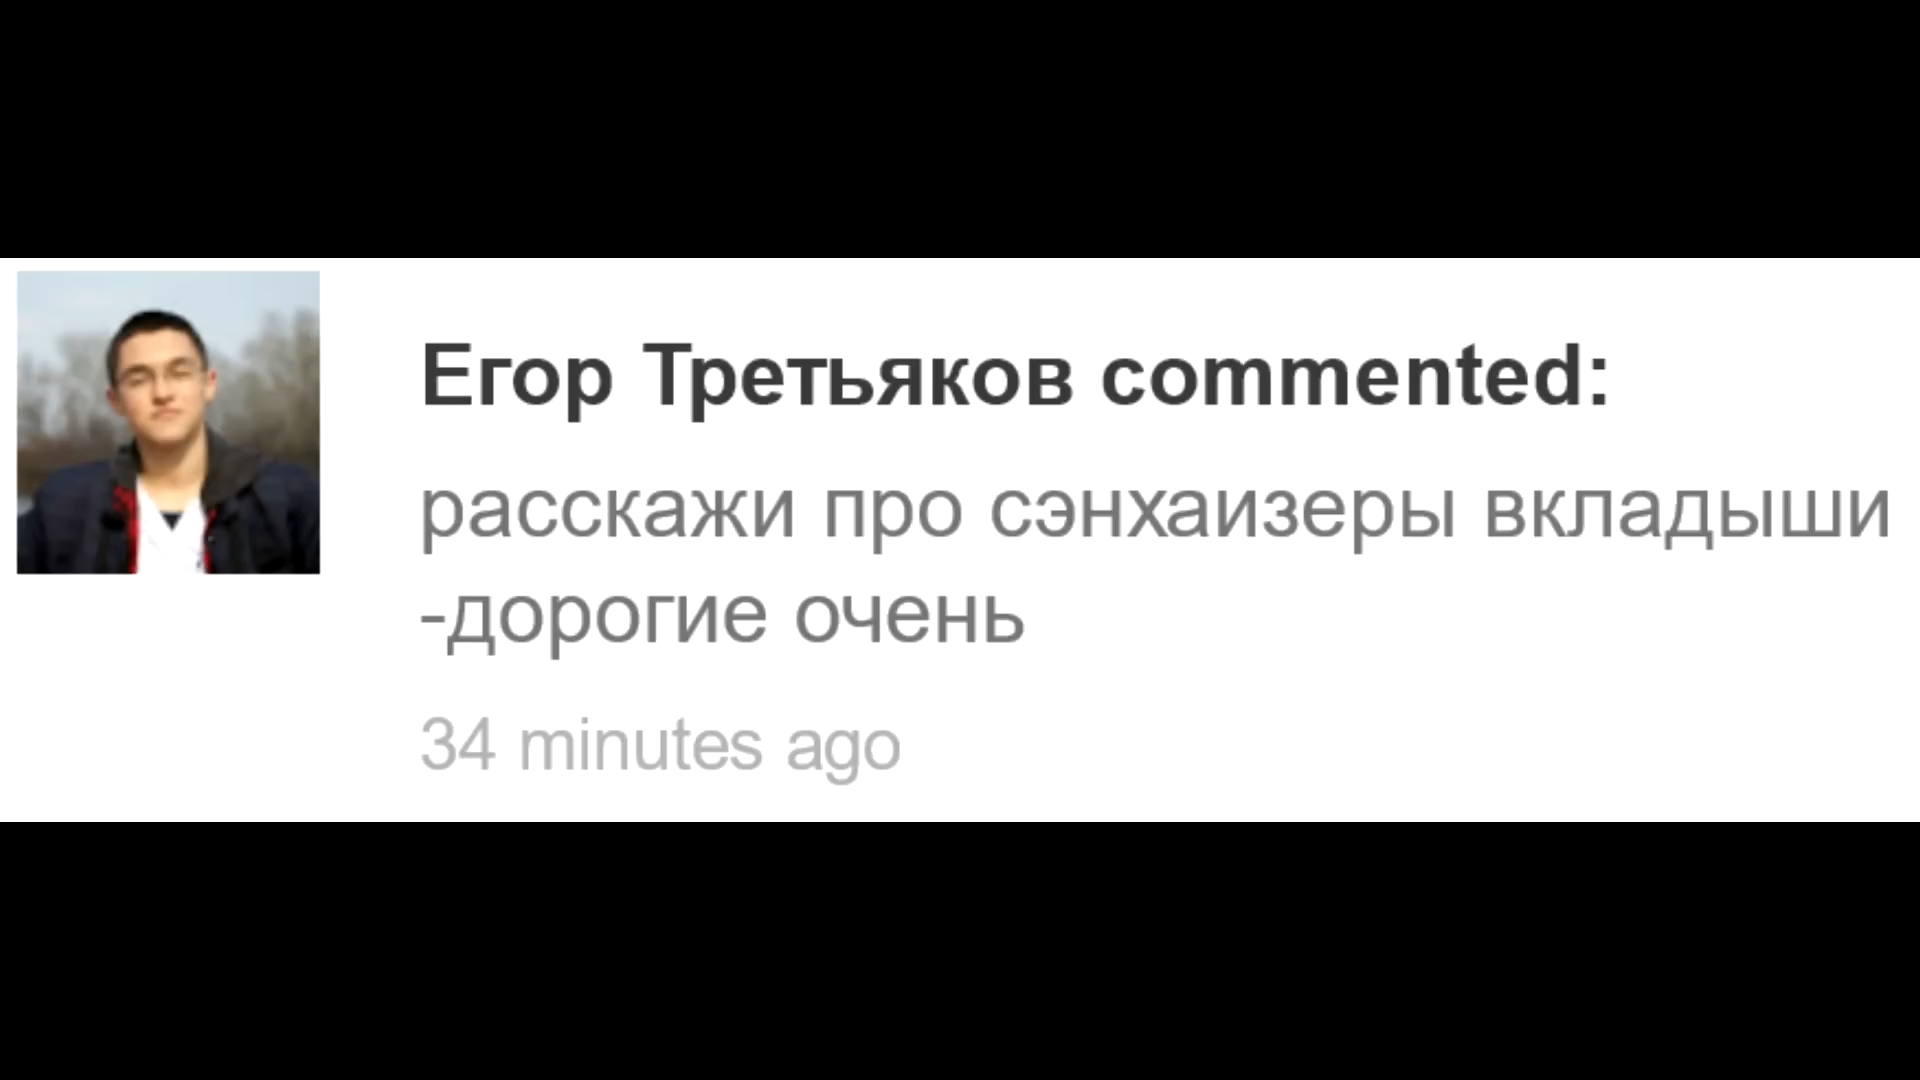 Егор Третьяков commented:
расскажи про сэнхаизеры вкладыши
-дорогие очень
34 minutes ago